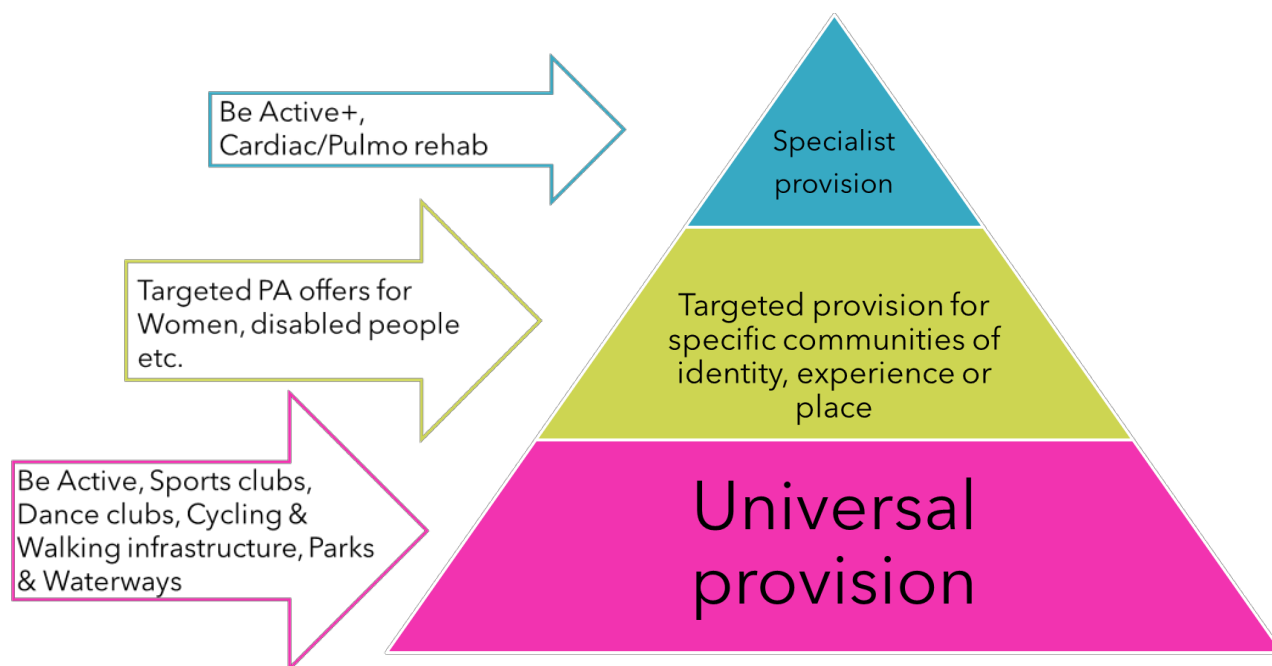 Be Active+,
Cardiac/Pulmo rehab
Specialist
provision
Targeted PA offers for
Women, disabled people
etc.
Targeted provision for
specific communities of
identity, experience or
place
Be Active, Sports clubs,
Dance clubs, Cycling &
Walking infrastructure, Parks
& Waterways
Universal
provision